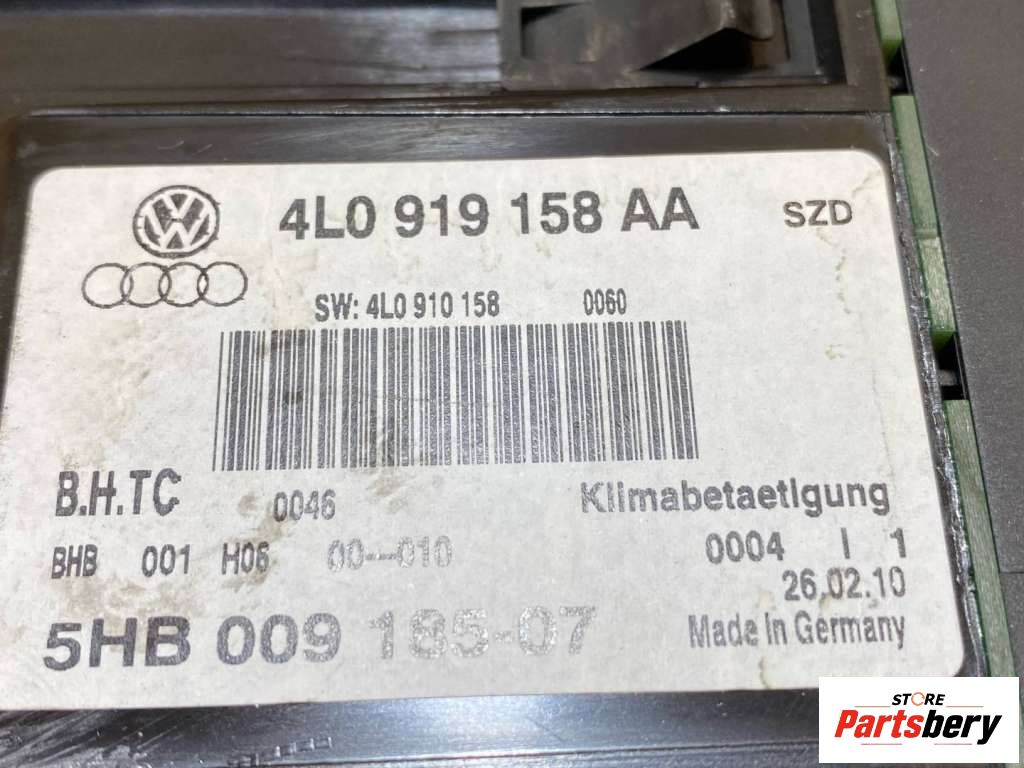 4L0 919 158 AA SZD
SW: 4L0 910 158 0060
B.H.TC 0046 Klimabetaetigung
BHB 001 H06 00---010 0004 I 1
26.02.10
5HB 009 185-07 Made in Germany
STORE
Partsbery